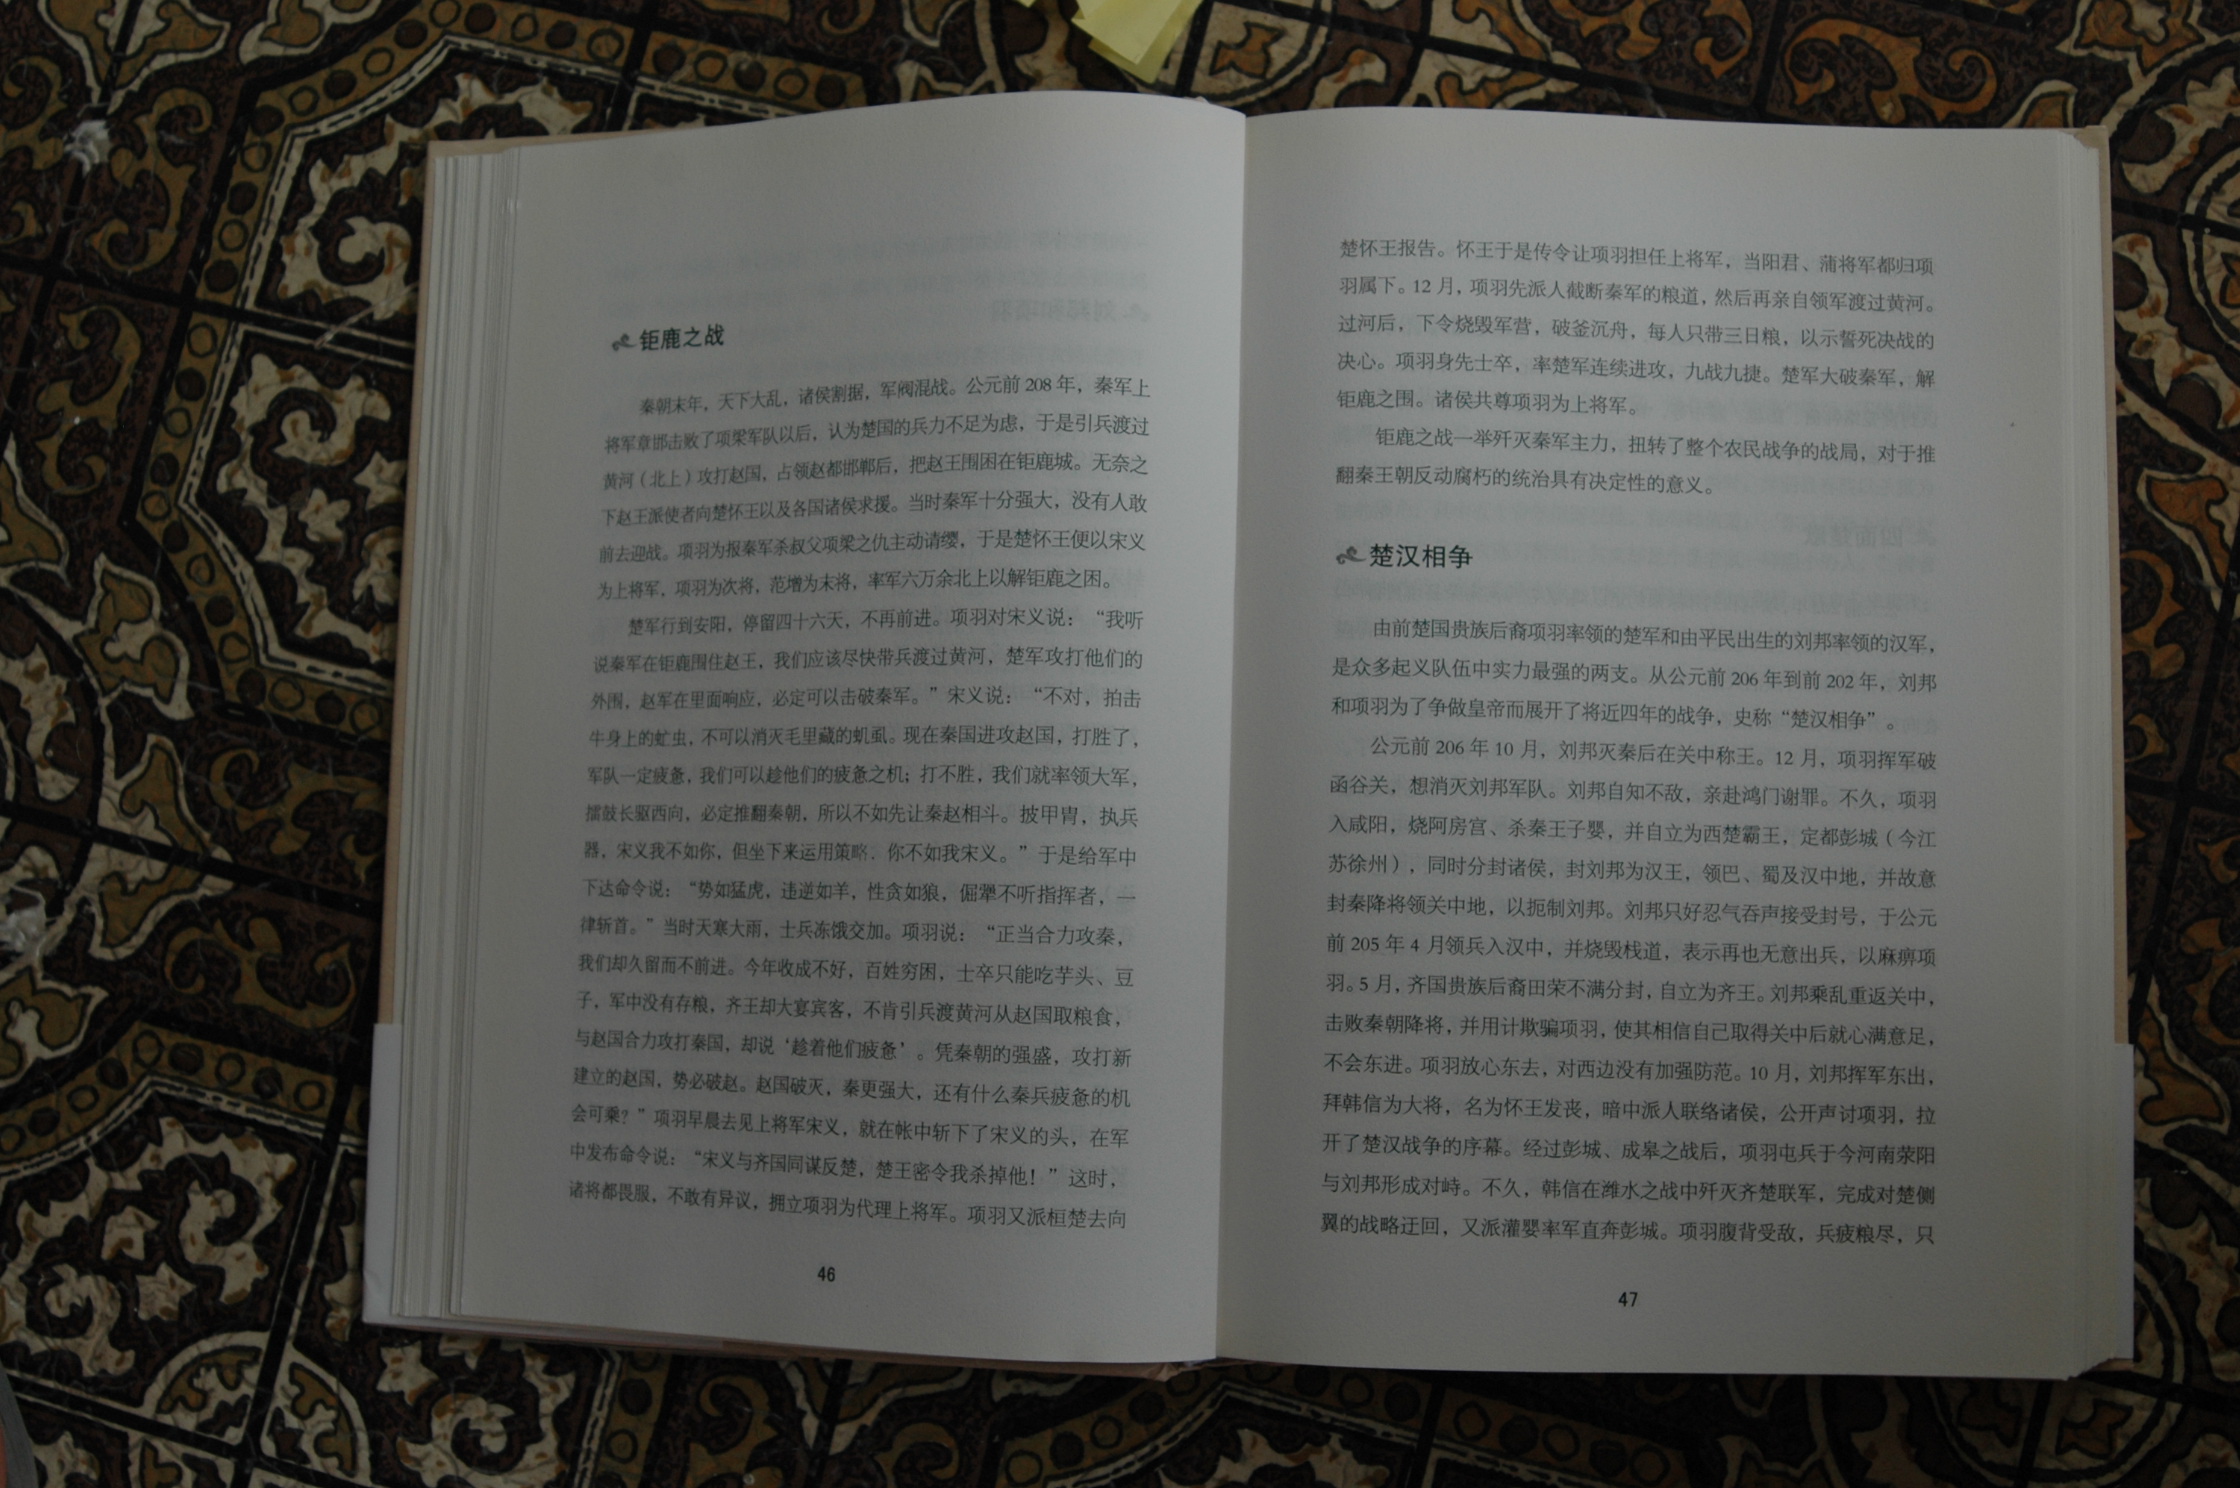 钜鹿之战
秦朝末年，天下大乱，诸侯割据，军阀混战。公元前 208 年，秦军上
将军章邯击败了项梁军队以后，认为楚国的兵力不足为虑，于是引兵渡过
黄河（北上）攻打赵国，占领赵都邯郸后，把赵王围困在钜鹿城。无奈之
下赵王派使者向楚怀王以及各国诸侯求援。当时秦军十分强大，没有人敢
前去迎战。项羽为报秦军杀叔父项梁之仇主动请缨，于是楚怀王便以宋义
为上将军，项羽为次将，范增为末将，率军六万余北上以解钜鹿之困。
楚军行到安阳，停留四十六天，不再前进。项羽对宋义说：“我听
说秦军在钜鹿围住赵王，我们应该尽快带兵渡过黄河，楚军攻打他们的
外围，赵军在里面响应，必定可以击破秦军。”宋义说：“不对，拍击
牛身上的虻虫，不可以消灭毛里藏的虮虱。现在秦国进攻赵国，打胜了，
军队一定疲惫，我们可以趁他们的疲惫之机；打不胜，我们就率领大军，
擂鼓长驱西向，必定推翻秦朝，所以不如先让秦赵相斗。披甲胄，执兵
器，宋义我不如你，但坐下来运用策略，你不如我宋义。”于是给军中
下达命令说：“势如猛虎，违逆如羊，性贪如狼，倔犟不听指挥者，一
律斩首。”当时天寒大雨，士兵冻饿交加。项羽说：“正当合力攻秦，
我们却久留而不前进。今年收成不好，百姓穷困，士卒只能吃芋头、豆
子，军中没有存粮，齐王却大宴宾客，不肯引兵渡黄河从赵国取粮食，
与赵国合力攻打秦国，却说‘趁着他们疲惫’。凭秦朝的强盛，攻打新
建立的赵国，势必破赵。赵国破灭，秦更强大，还有什么秦兵疲惫的机
会可乘？”项羽早晨去见上将军宋义，就在帐中斩下了宋义的头，在军
中发布命令说：“宋义与齐国同谋反楚，楚王密令我杀掉他！”这时，
诸将都畏服，不敢有异议，拥立项羽为代理上将军。项羽又派桓楚去向
46
楚怀王报告。怀王于是传令让项羽担任上将军，当阳君、蒲将军都归项
羽属下。12 月，项羽先派人截断秦军的粮道，然后再亲自领军渡过黄河。
过河后，下令烧毁军营，破釜沉舟，每人只带三日粮，以示誓死决战的
决心。项羽身先士卒，率楚军连续进攻，九战九捷。楚军大破秦军，解
钜鹿之围。诸侯共尊项羽为上将军。
钜鹿之战一举歼灭秦军主力，扭转了整个农民战争的战局，对于推
翻秦王朝反动腐朽的统治具有决定性的意义。
楚汉相争
由前楚国贵族后裔项羽率领的楚军和由平民出生的刘邦率领的汉军，
是众多起义队伍中实力最强的两支。从公元前 206 年到前 202 年，刘邦
和项羽为了争做皇帝而展开了将近四年的战争，史称“楚汉相争”。
公元前 206 年 10 月，刘邦灭秦后在关中称王。12 月，项羽挥军破
函谷关，想消灭刘邦军队。刘邦自知不敌，亲赴鸿门谢罪。不久，项羽
入咸阳，烧阿房宫、杀秦王子婴，并自立为西楚霸王，定都彭城（今江
苏徐州），同时分封诸侯，封刘邦为汉王，领巴、蜀及汉中地，并故意
封秦降将领关中地，以扼制刘邦。刘邦只好忍气吞声接受封号，于公元
前 205 年 4 月领兵入汉中，并烧毁栈道，表示再也无意出兵，以麻痹项
羽。5 月，齐国贵族后裔田荣不满分封，自立为齐王。刘邦乘乱重返关中，
击败秦朝降将，并用计欺骗项羽，使其相信自己取得关中后就心满意足，
不会东进。项羽放心东去，对西边没有加强防范。10 月，刘邦挥军东出，
拜韩信为大将，名为怀王发丧，暗中派人联络诸侯，公开声讨项羽，拉
开了楚汉战争的序幕。经过彭城、成皋之战后，项羽屯兵于今河南荥阳
与刘邦形成对峙。不久，韩信在潍水之战中歼灭齐楚联军，完成对楚侧
翼的战略迂回，又派灌婴率军直奔彭城。项羽腹背受敌，兵疲粮尽，只
47